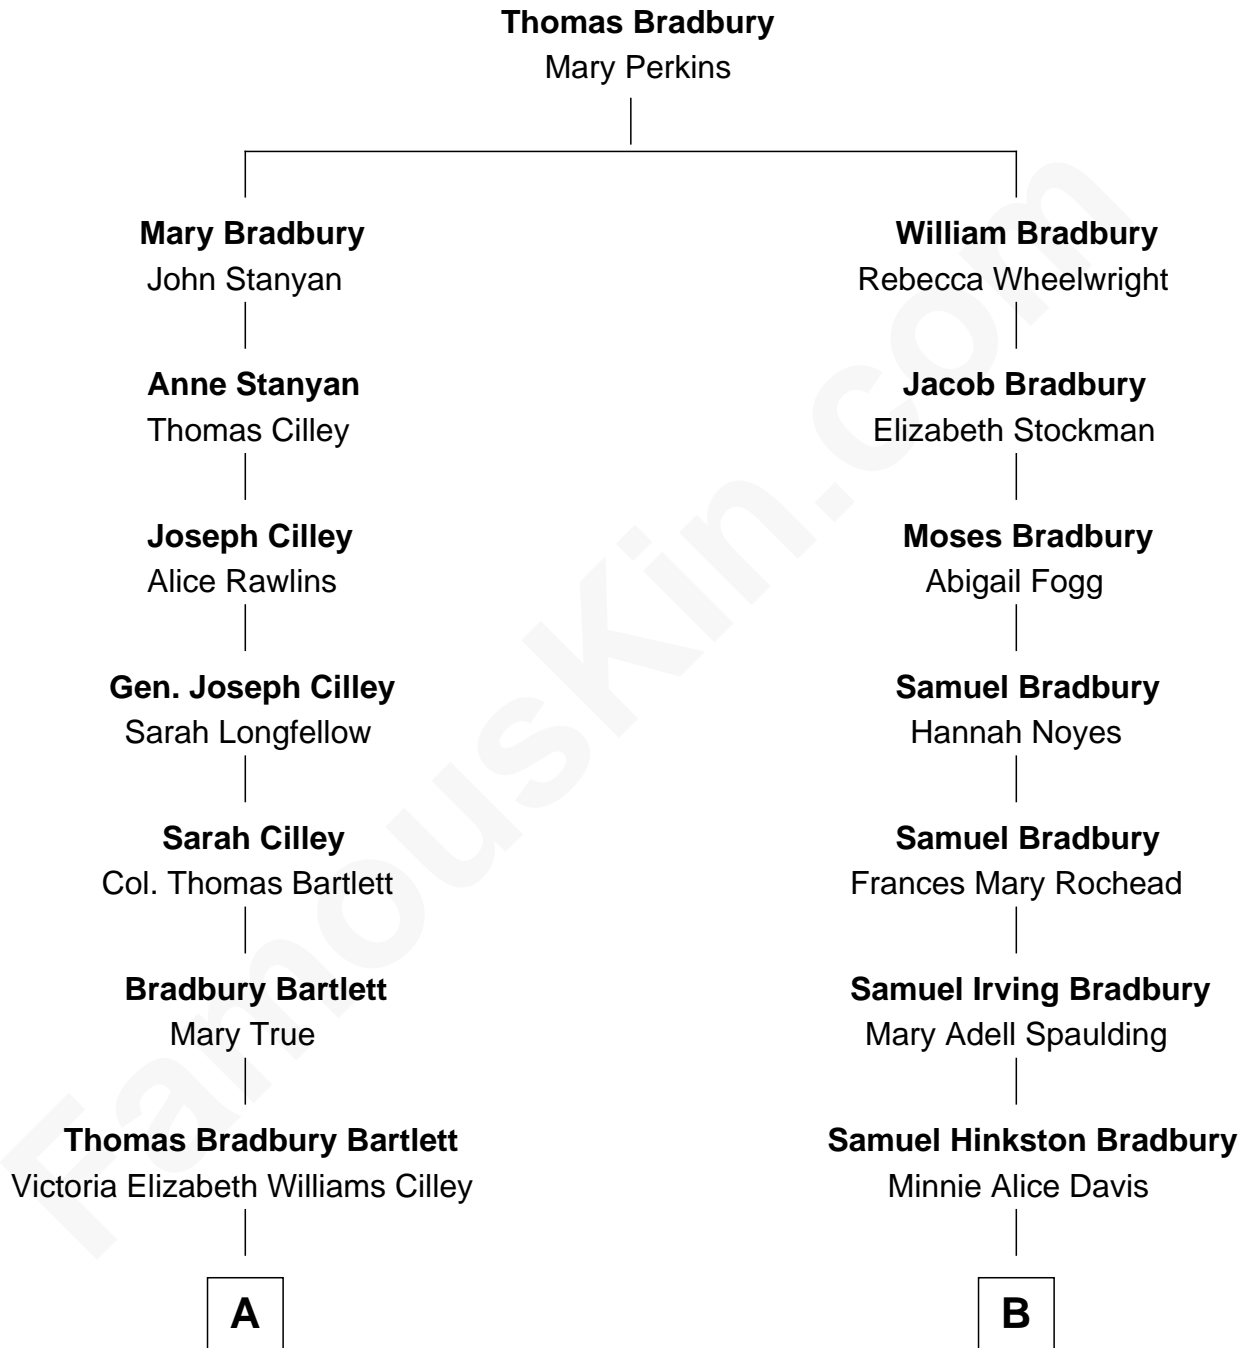 Thomas Bradbury
Mary Perkins
Mary Bradbury
John Stanyan
William Bradbury
Rebecca Wheelwright
Anne Stanyan
Thomas Cilley
Jacob Bradbury
Elizabeth Stockman
Joseph Cilley
Alice Rawlins
Moses Bradbury
Abigail Fogg
Gen. Joseph Cilley
Sarah Longfellow
Samuel Bradbury
Hannah Noyes
Sarah Cilley
Col. Thomas Bartlett
Samuel Bradbury
Frances Mary Rochead
Bradbury Bartlett
Mary True
Samuel Irving Bradbury
Mary Adell Spaulding
Thomas Bradbury Bartlett
Victoria Elizabeth Williams Cilley
Samuel Hinkston Bradbury
Minnie Alice Davis
A
B
FamousKin.com